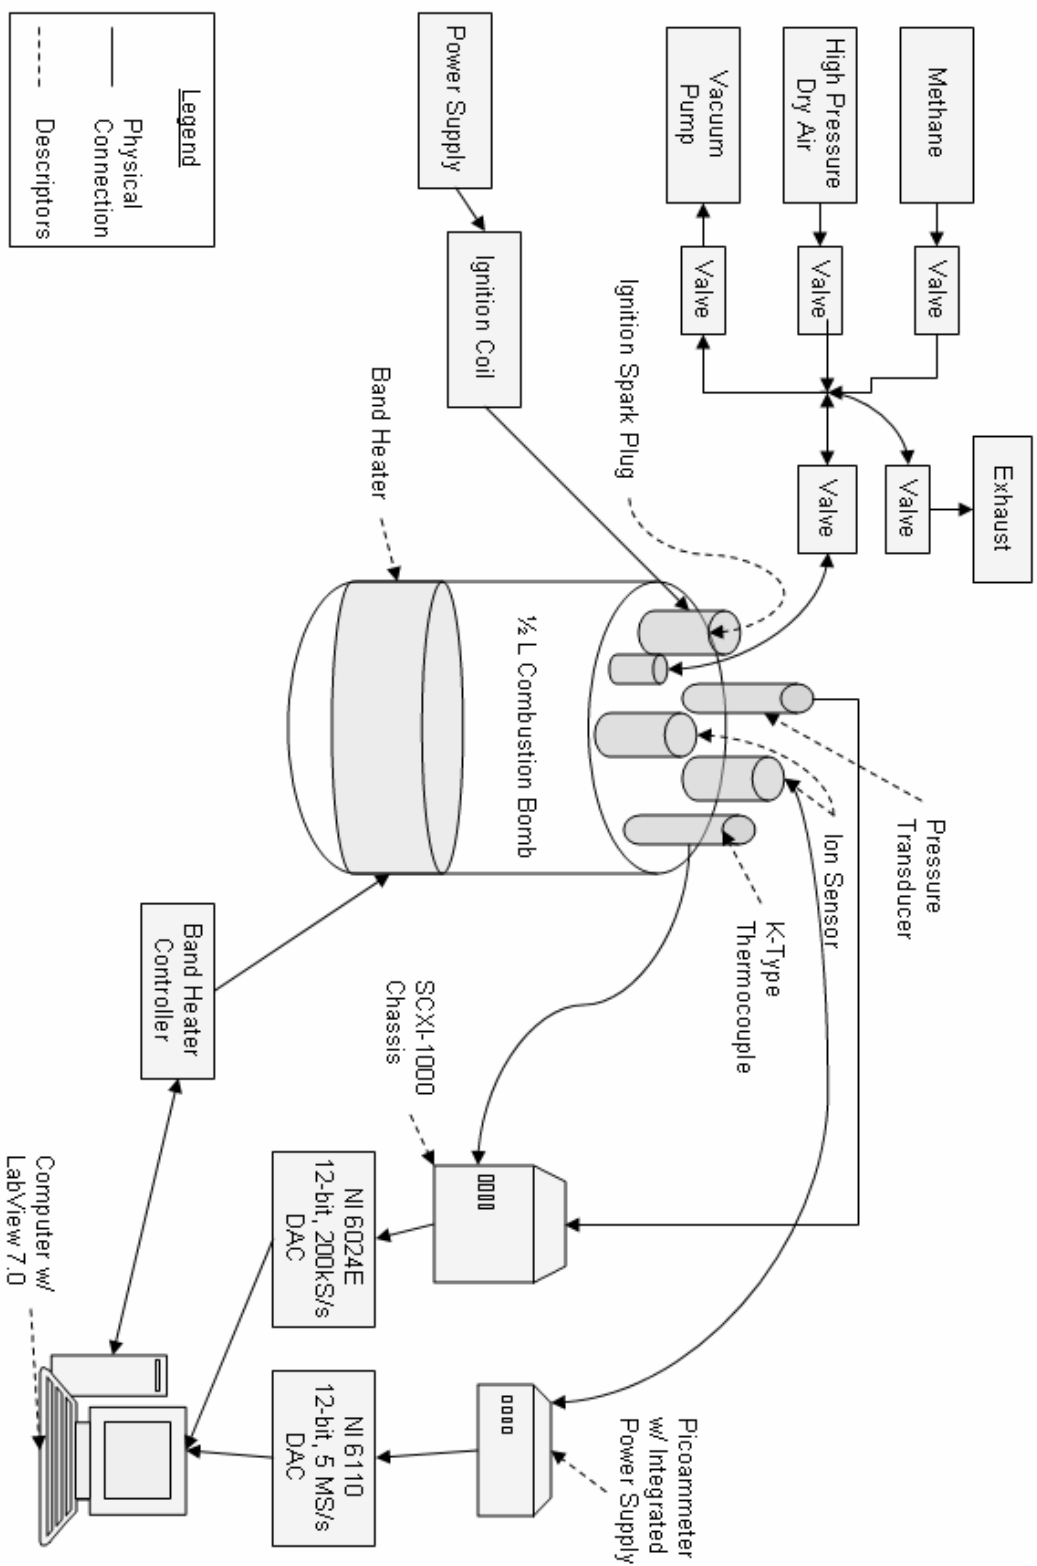 Methane
High Pressure
Dry Air
Vacuum
Pump
Valve
Valve
Valve
Exhaust
Valve
Valve
Power Supply
Ignition Coil
Ignition Spark Plug
Band Heater
½ L Combustion Bomb
Pressure
Transducer
Ion Sensor
K-Type
Thermocouple
SCXI-1000
Chassis
Band Heater
Controller
NI 6024E
12-bit, 200kS/s
DAC
NI 6110
12-bit, 5 MS/s
DAC
Picoammeter
w/ Integrated
Power Supply
Computer w/
LabView 7.0
Legend
Physical
Connection
Descriptors